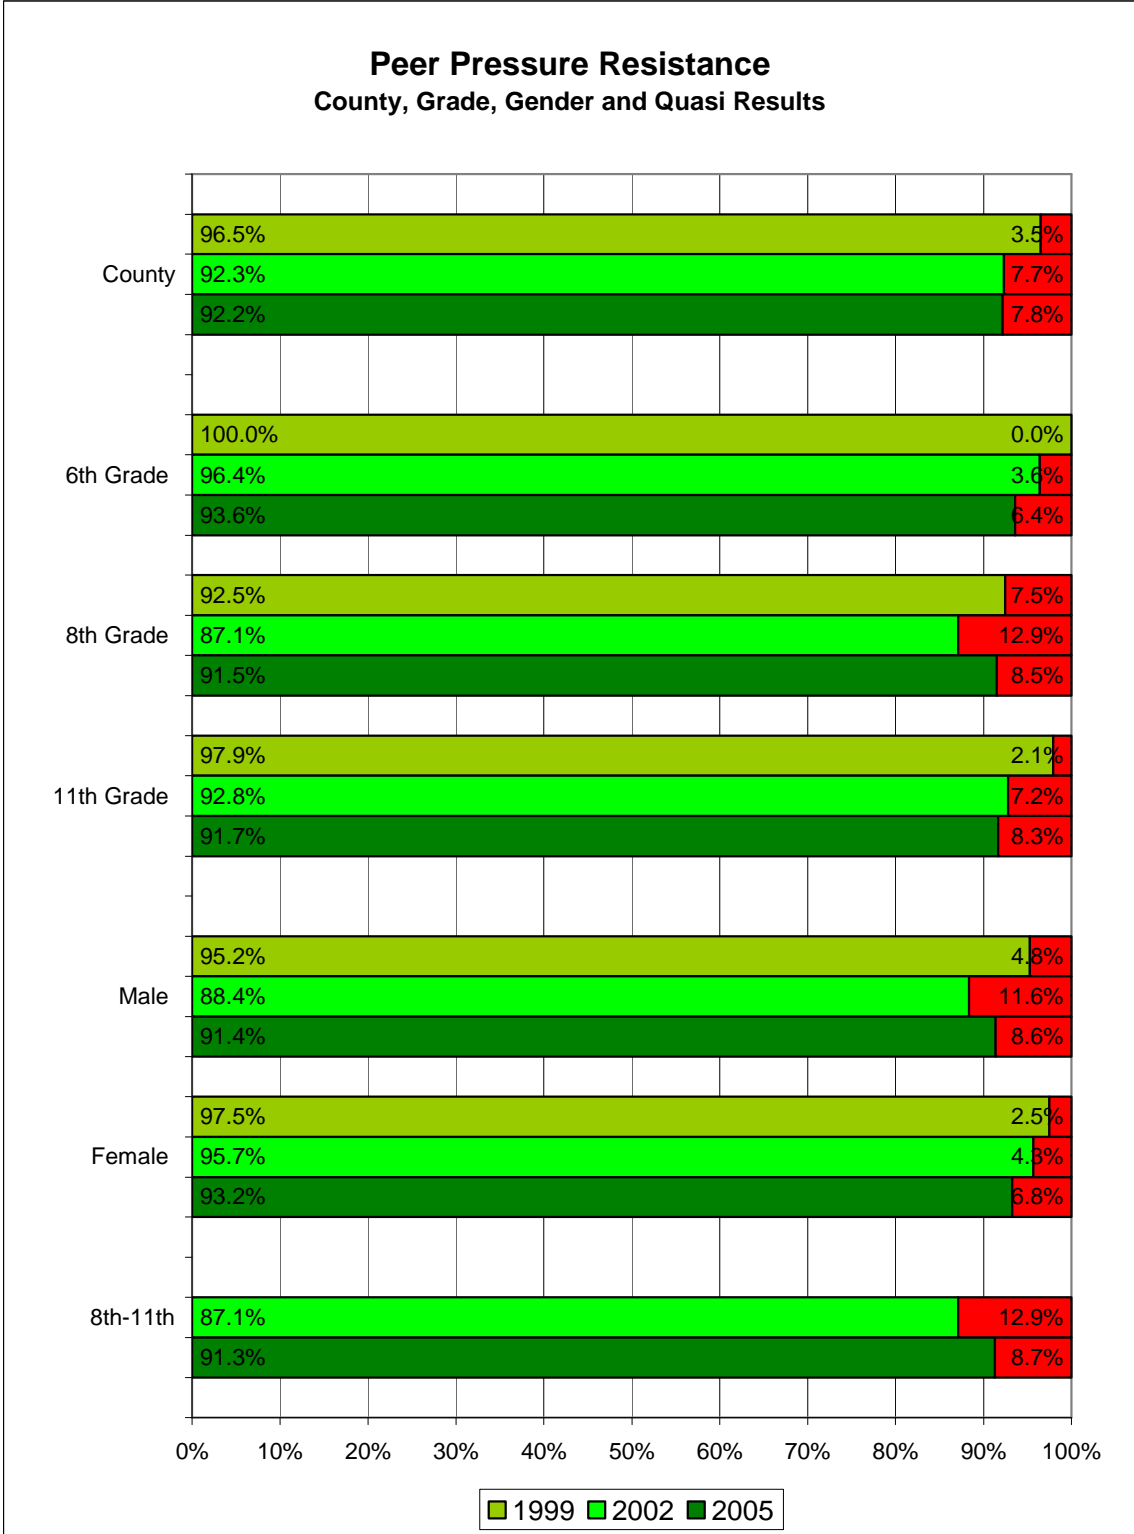 Peer Pressure Resistance
County, Grade, Gender and Quasi Results
96.5% 3.5%
County 92.3% 7.7%
92.2% 7.8%
100.0% 0.0%
6th Grade 96.4% 3.6%
93.6% 6.4%
92.5% 7.5%
8th Grade 87.1% 12.9%
91.5% 8.5%
97.9% 2.1%
11th Grade 92.8% 7.2%
91.7% 8.3%
95.2% 4.8%
Male 88.4% 11.6%
91.4% 8.6%
97.5% 2.5%
Female 95.7% 4.3%
93.2% 6.8%
8th-11th 87.1% 12.9%
91.3% 8.7%
0% 10% 20% 30% 40% 50% 60% 70% 80% 90% 100%
1999 2002 2005